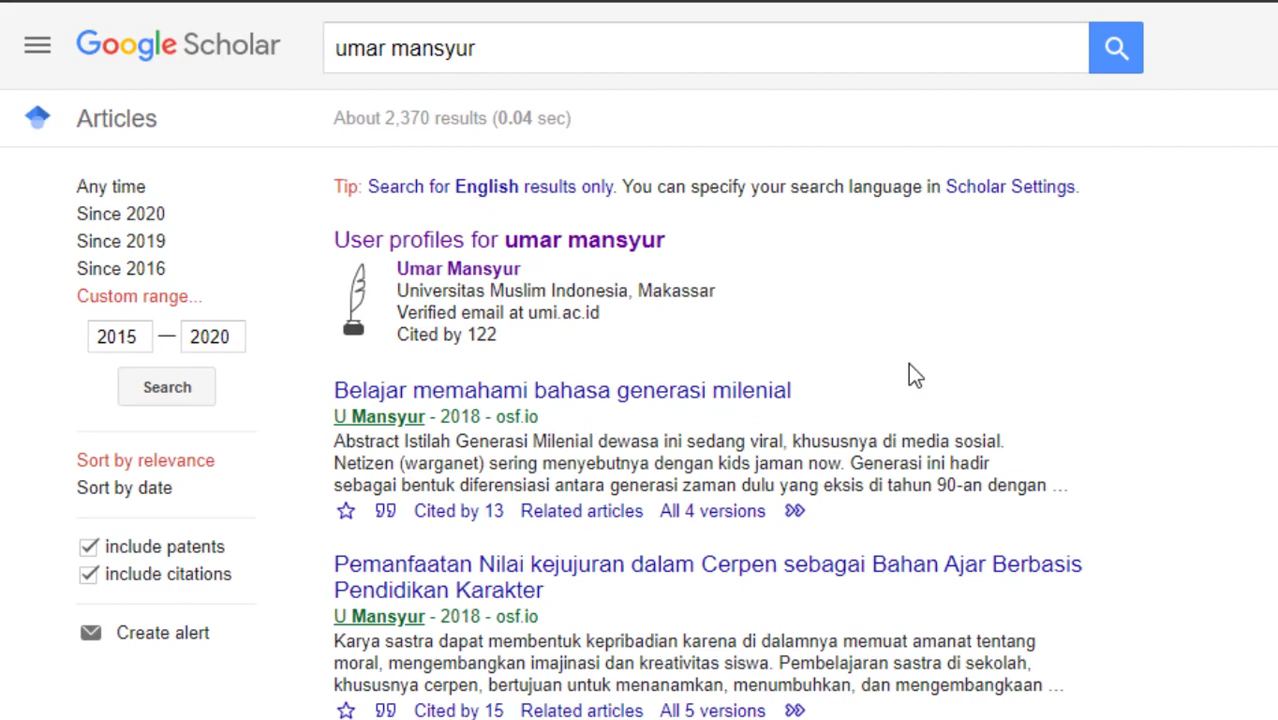 Google Scholar
umar mansyur
Articles
About 2,370 results (0.04 sec)
Any time
Since 2020
Since 2019
Since 2016
Custom range...
2015 — 2020
Search
Sort by relevance
Sort by date
include patents
include citations
Create alert
Tip: Search for English results only. You can specify your search language in Scholar Settings.
User profiles for umar mansyur
Umar Mansyur
Universitas Muslim Indonesia, Makassar
Verified email at umi.ac.id
Cited by 122
Belajar memahami bahasa generasi milenial
U Mansyur - 2018 - osf.io
Abstract Istilah Generasi Milenial dewasa ini sedang viral, khususnya di media sosial.
Netizen (warganet) sering menyebutnya dengan kids jaman now. Generasi ini hadir
sebagai bentuk diferensiasi antara generasi zaman dulu yang eksis di tahun 90-an dengan ...
Cited by 13 Related articles All 4 versions
Pemanfaatan Nilai kejujuran dalam Cerpen sebagai Bahan Ajar Berbasis
Pendidikan Karakter
U Mansyur - 2018 - osf.io
Karya sastra dapat membentuk kepribadian karena di dalamnya memuat amanat tentang
moral, mengembangkan imajinasi dan kreativitas siswa. Pembelajaran sastra di sekolah,
khususnya cerpen, bertujuan untuk menanamkan, menumbuhkan, dan mengembangkaan ...
Cited by 15 Related articles All 5 versions